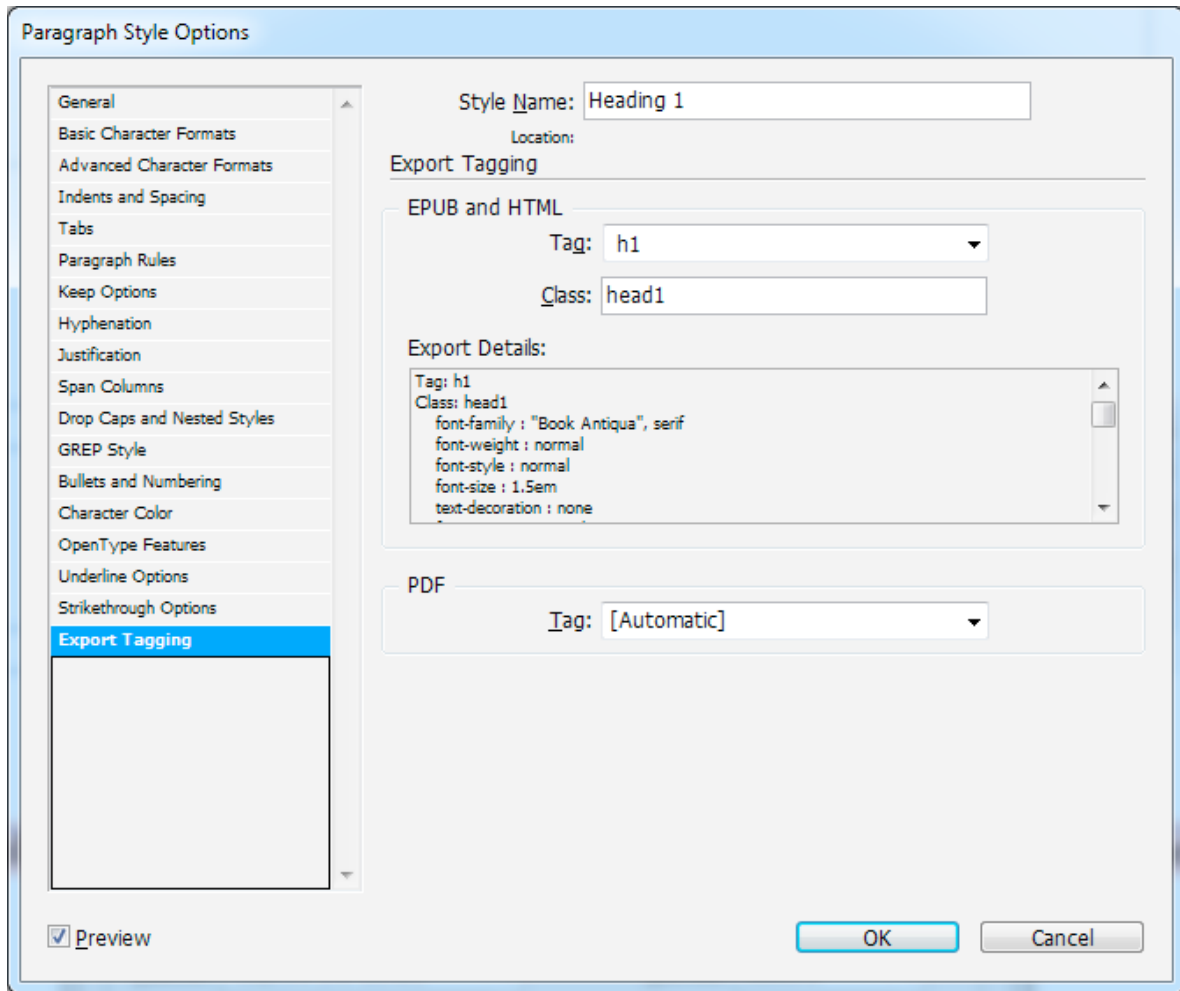 Paragraph Style Options
General
Basic Character Formats
Advanced Character Formats
Indents and Spacing
Tabs
Paragraph Rules
Keep Options
Hyphenation
Justification
Span Columns
Drop Caps and Nested Styles
GREP Style
Bullets and Numbering
Character Color
OpenType Features
Underline Options
Strikethrough Options
Export Tagging
Style Name: Heading 1
Location:
Export Tagging
EPUB and HTML
Tag: h1
Class: head1
Export Details:
Tag: h1
Class: head1
font-family : "Book Antiqua", serif
font-weight : normal
font-style : normal
font-size : 1.5em
text-decoration : none
PDF
Tag: [Automatic]
Preview
OK
Cancel